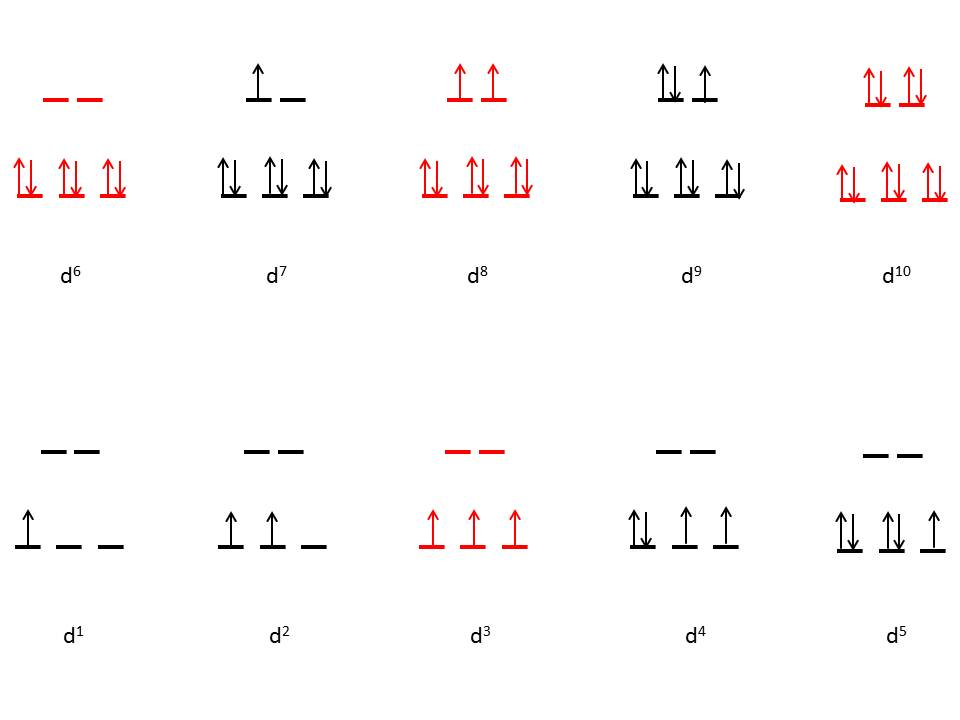 d⁶ d⁷ d⁸ d⁹ d¹⁰
d¹ d² d³ d⁴ d⁵